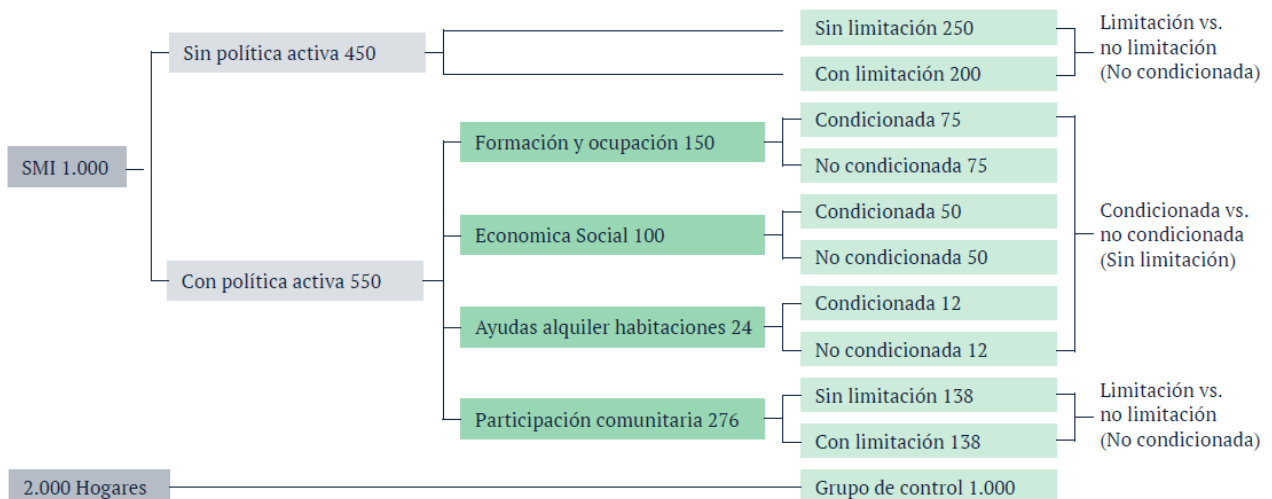 SMI 1.000
Sin política activa 450
Con política activa 550
Formación y ocupación 150
Economica Social 100
Ayudas alquiler habitaciones 24
Participación comunitaria 276
Sin limitación 250
Con limitación 200
Condicionada 75
No condicionada 75
Condicionada 50
No condicionada 50
Condicionada 12
No condicionada 12
Sin limitación 138
Con limitación 138
Limitación vs.
no limitación
(No condicionada)
Condicionada vs.
no condicionada
(Sin limitación)
Limitación vs.
no limitación
(No condicionada)
2.000 Hogares
Grupo de control 1.000